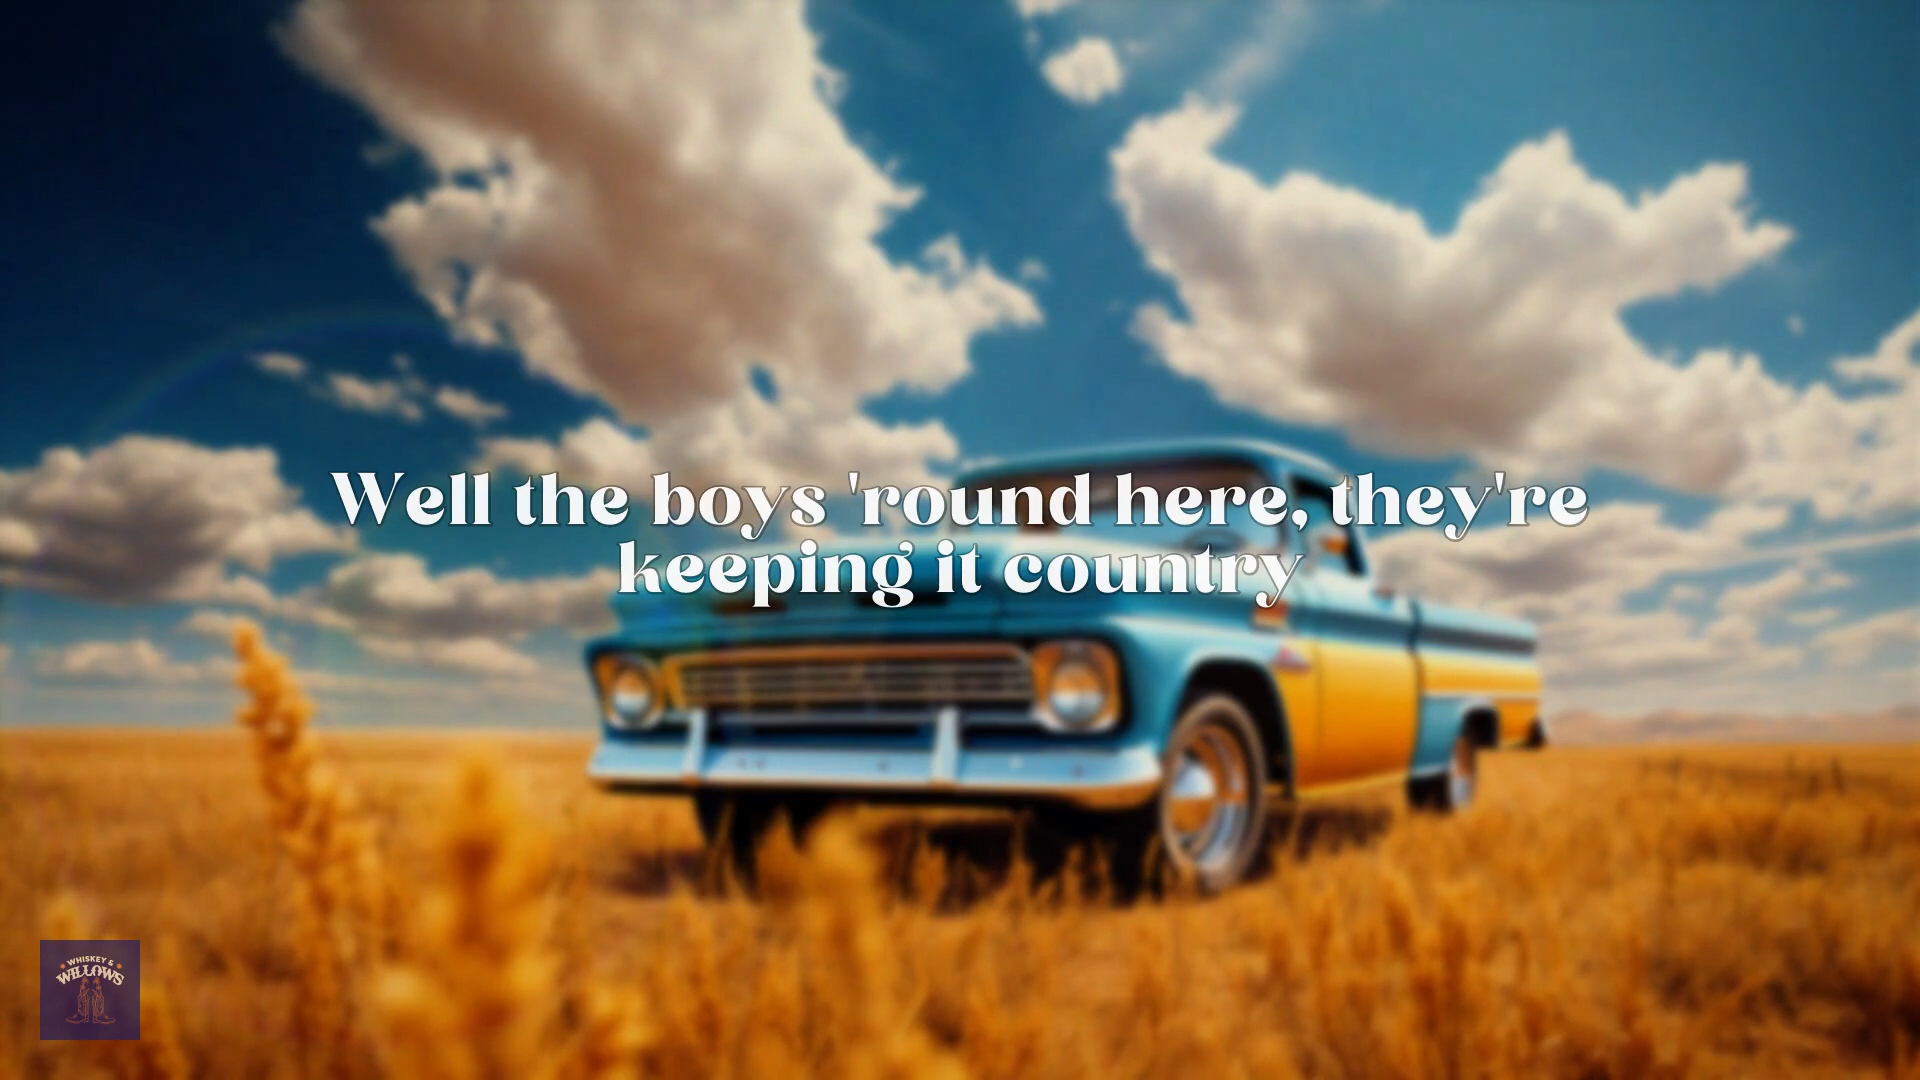 Well the boys 'round here, they're
keeping it country
WHISKEY &
WILLOWS